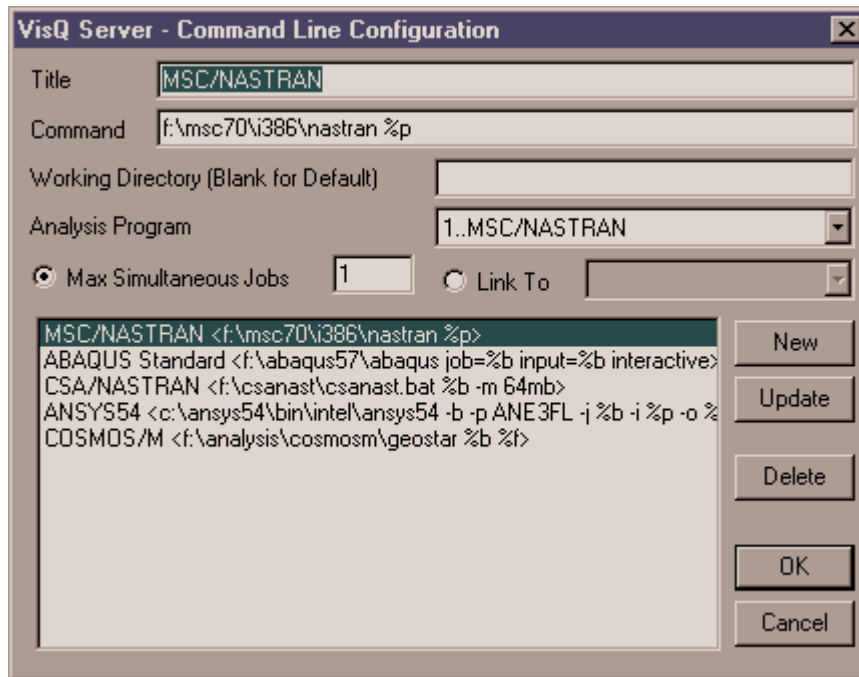 VisQ Server - Command Line Configuration
Title MSC/NASTRAN
Command f:\msc70\i386\nastran %p
Working Directory (Blank for Default)
Analysis Program 1..MSC/NASTRAN
Max Simultaneous Jobs 1 Link To
MSC/NASTRAN <f:\msc70\i386\nastran %p>
ABAQUS Standard <f:\abaqus57\abaqus job=%b input=%b interactive>
CSA/NASTRAN <f:\csanast\csanast.bat %b -m 64mb>
ANSYS54 <c:\ansys54\bin\intel\ansys54 -b -p ANE3FL -j %b -i %p -o %
COSMOS/M <f:\analysis\cosmosm\geostar %b %f>
New
Update
Delete
OK
Cancel